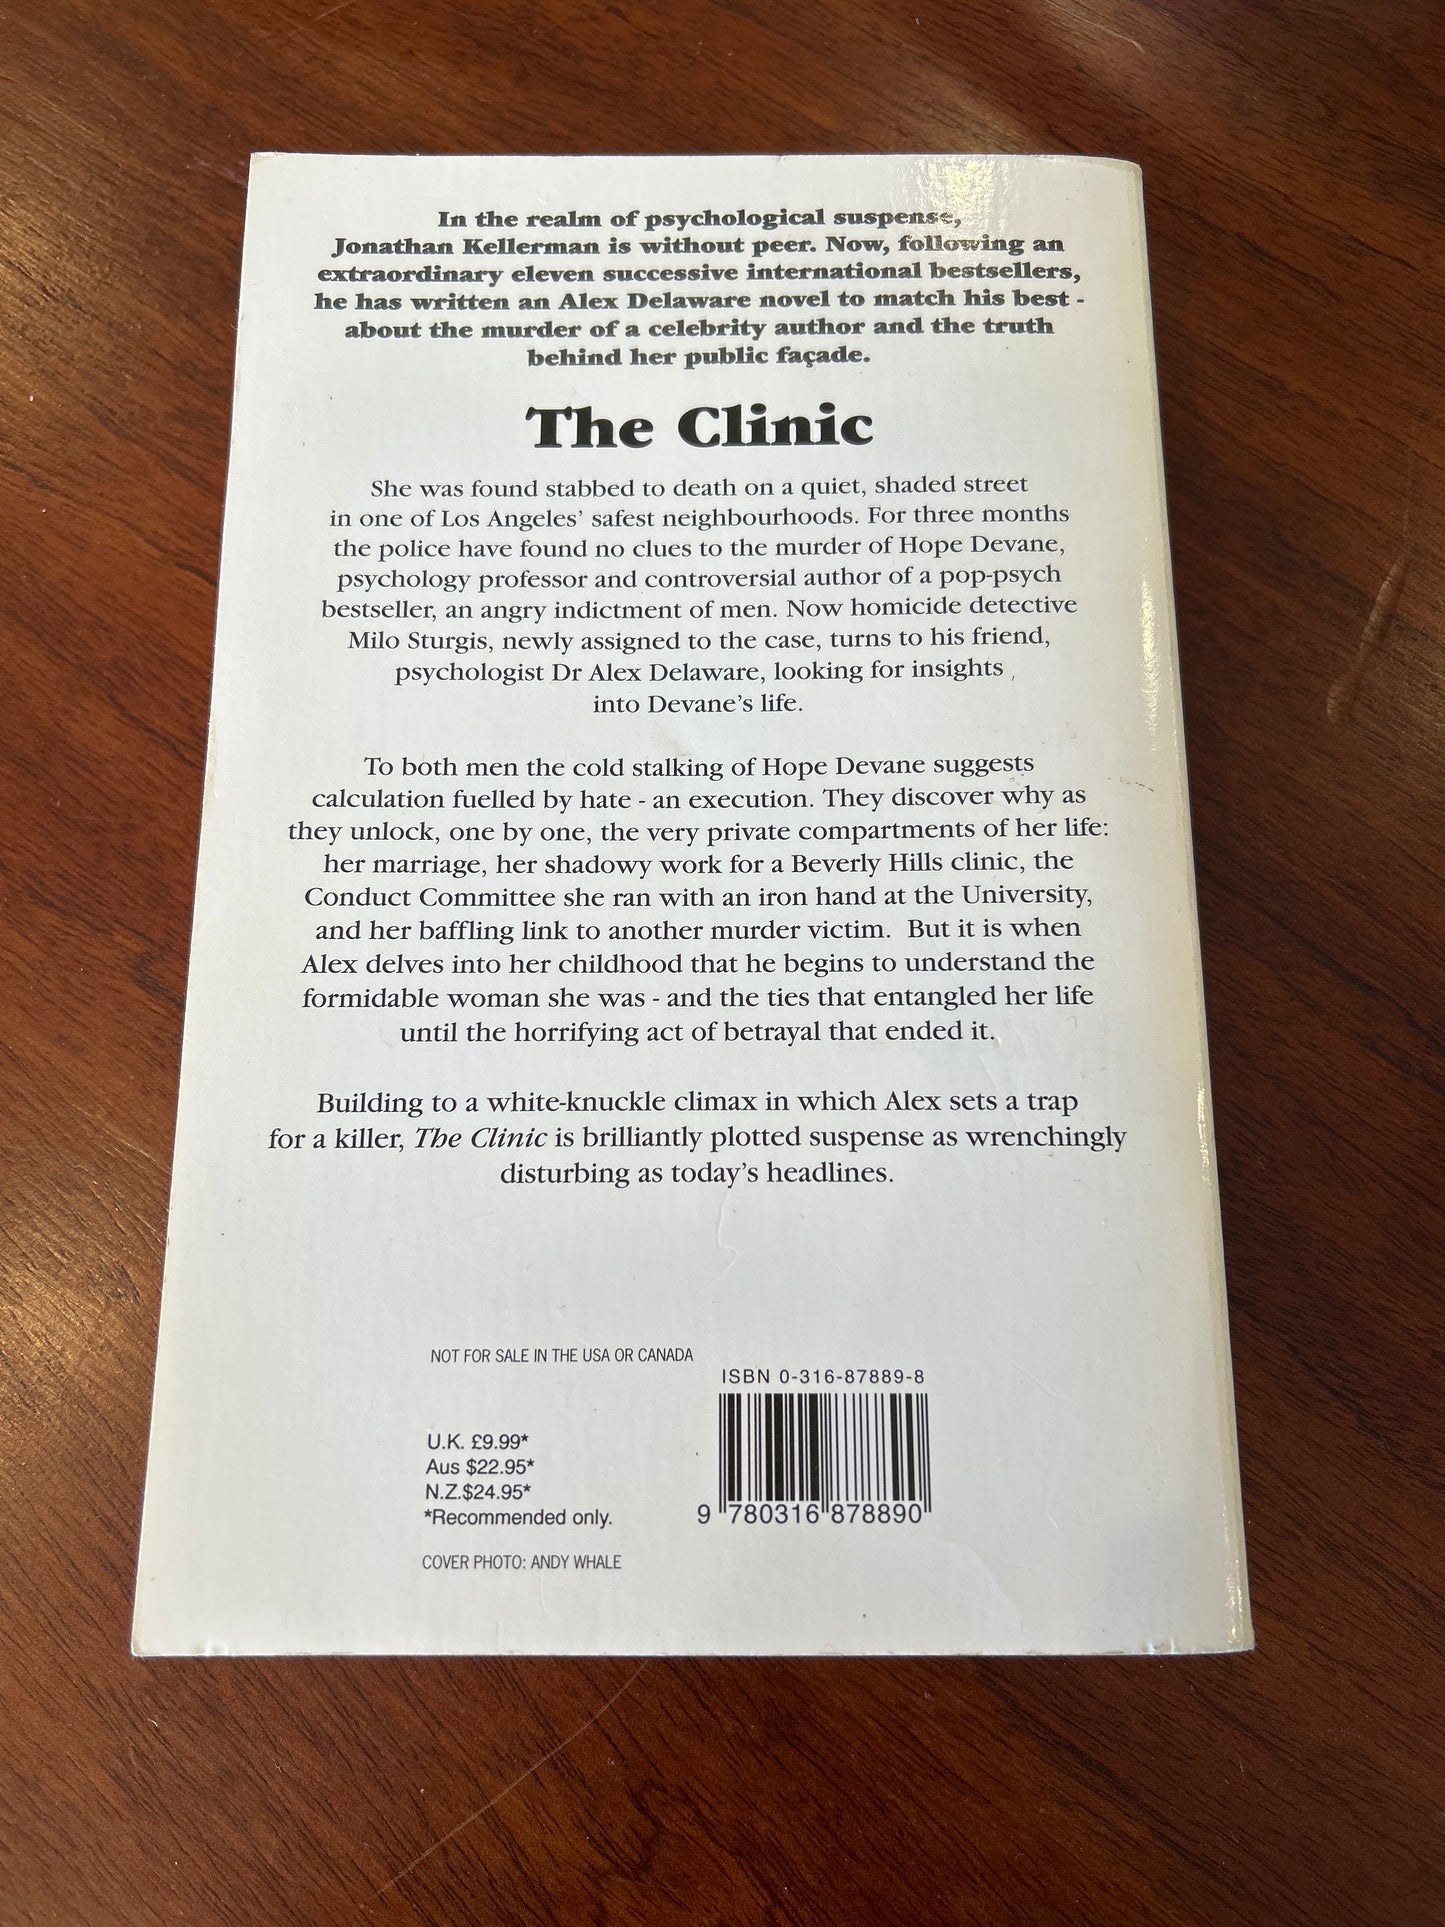 In the realm of psychological suspense,
Jonathan Kellerman is without peer. Now, following an
extraordinary eleven successive international bestsellers,
he has written an Alex Delaware novel to match his best -
about the murder of a celebrity author and the truth
behind her public façade.
The Clinic
She was found stabbed to death on a quiet, shaded street
in one of Los Angeles’ safest neighbourhoods. For three months
the police have found no clues to the murder of Hope Devane,
psychology professor and controversial author of a pop-psych
bestseller, an angry indictment of men. Now homicide detective
Milo Sturgis, newly assigned to the case, turns to his friend,
psychologist Dr Alex Delaware, looking for insights
into Devane’s life.
To both men the cold stalking of Hope Devane suggests
calculation fuelled by hate - an execution. They discover why as
they unlock, one by one, the very private compartments of her life:
her marriage, her shadowy work for a Beverly Hills clinic, the
Conduct Committee she ran with an iron hand at the University,
and her baffling link to another murder victim. But it is when
Alex delves into her childhood that he begins to understand the
formidable woman she was - and the ties that entangled her life
until the horrifying act of betrayal that ended it.
Building to a white-knuckle climax in which Alex sets a trap
for a killer, The Clinic is brilliantly plotted suspense as wrenchingly
disturbing as today’s headlines.
NOT FOR SALE IN THE USA OR CANADA
ISBN 0-316-87889-8
U.K. £9.99*
Aus $22.95*
N.Z.$24.95*
*Recommended only.
9 780316 878890
COVER PHOTO: ANDY WHALE